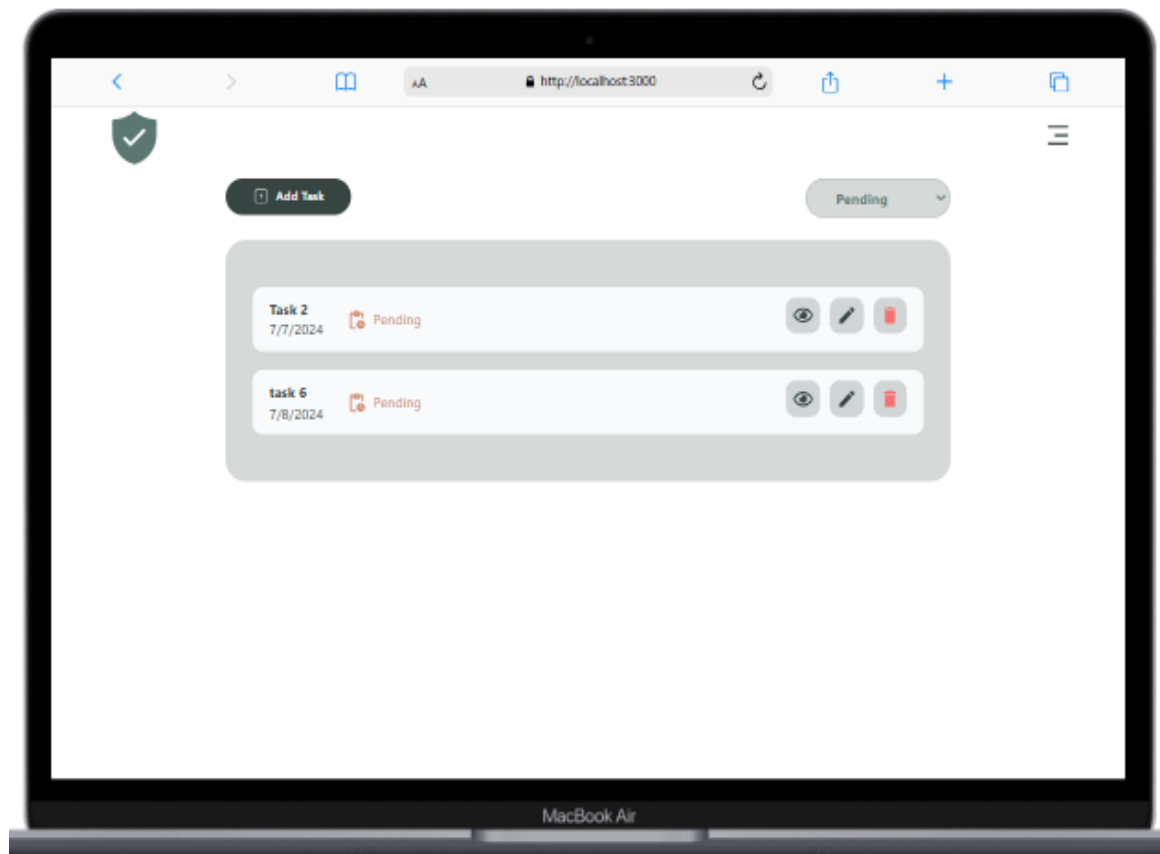 AA
http://localhost:3000
Add Task
Pending
Task 2
7/7/2024
Pending
task 6
7/8/2024
Pending
MacBook Air